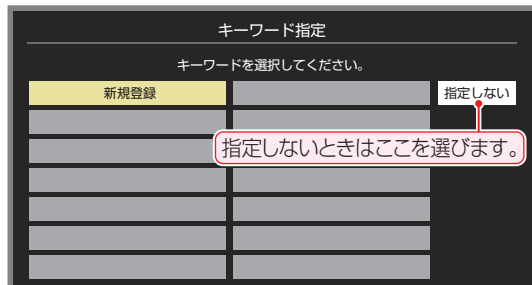 キーワード指定
キーワードを選択してください。
新規登録
指定しない
指定しないときはここを選びます。